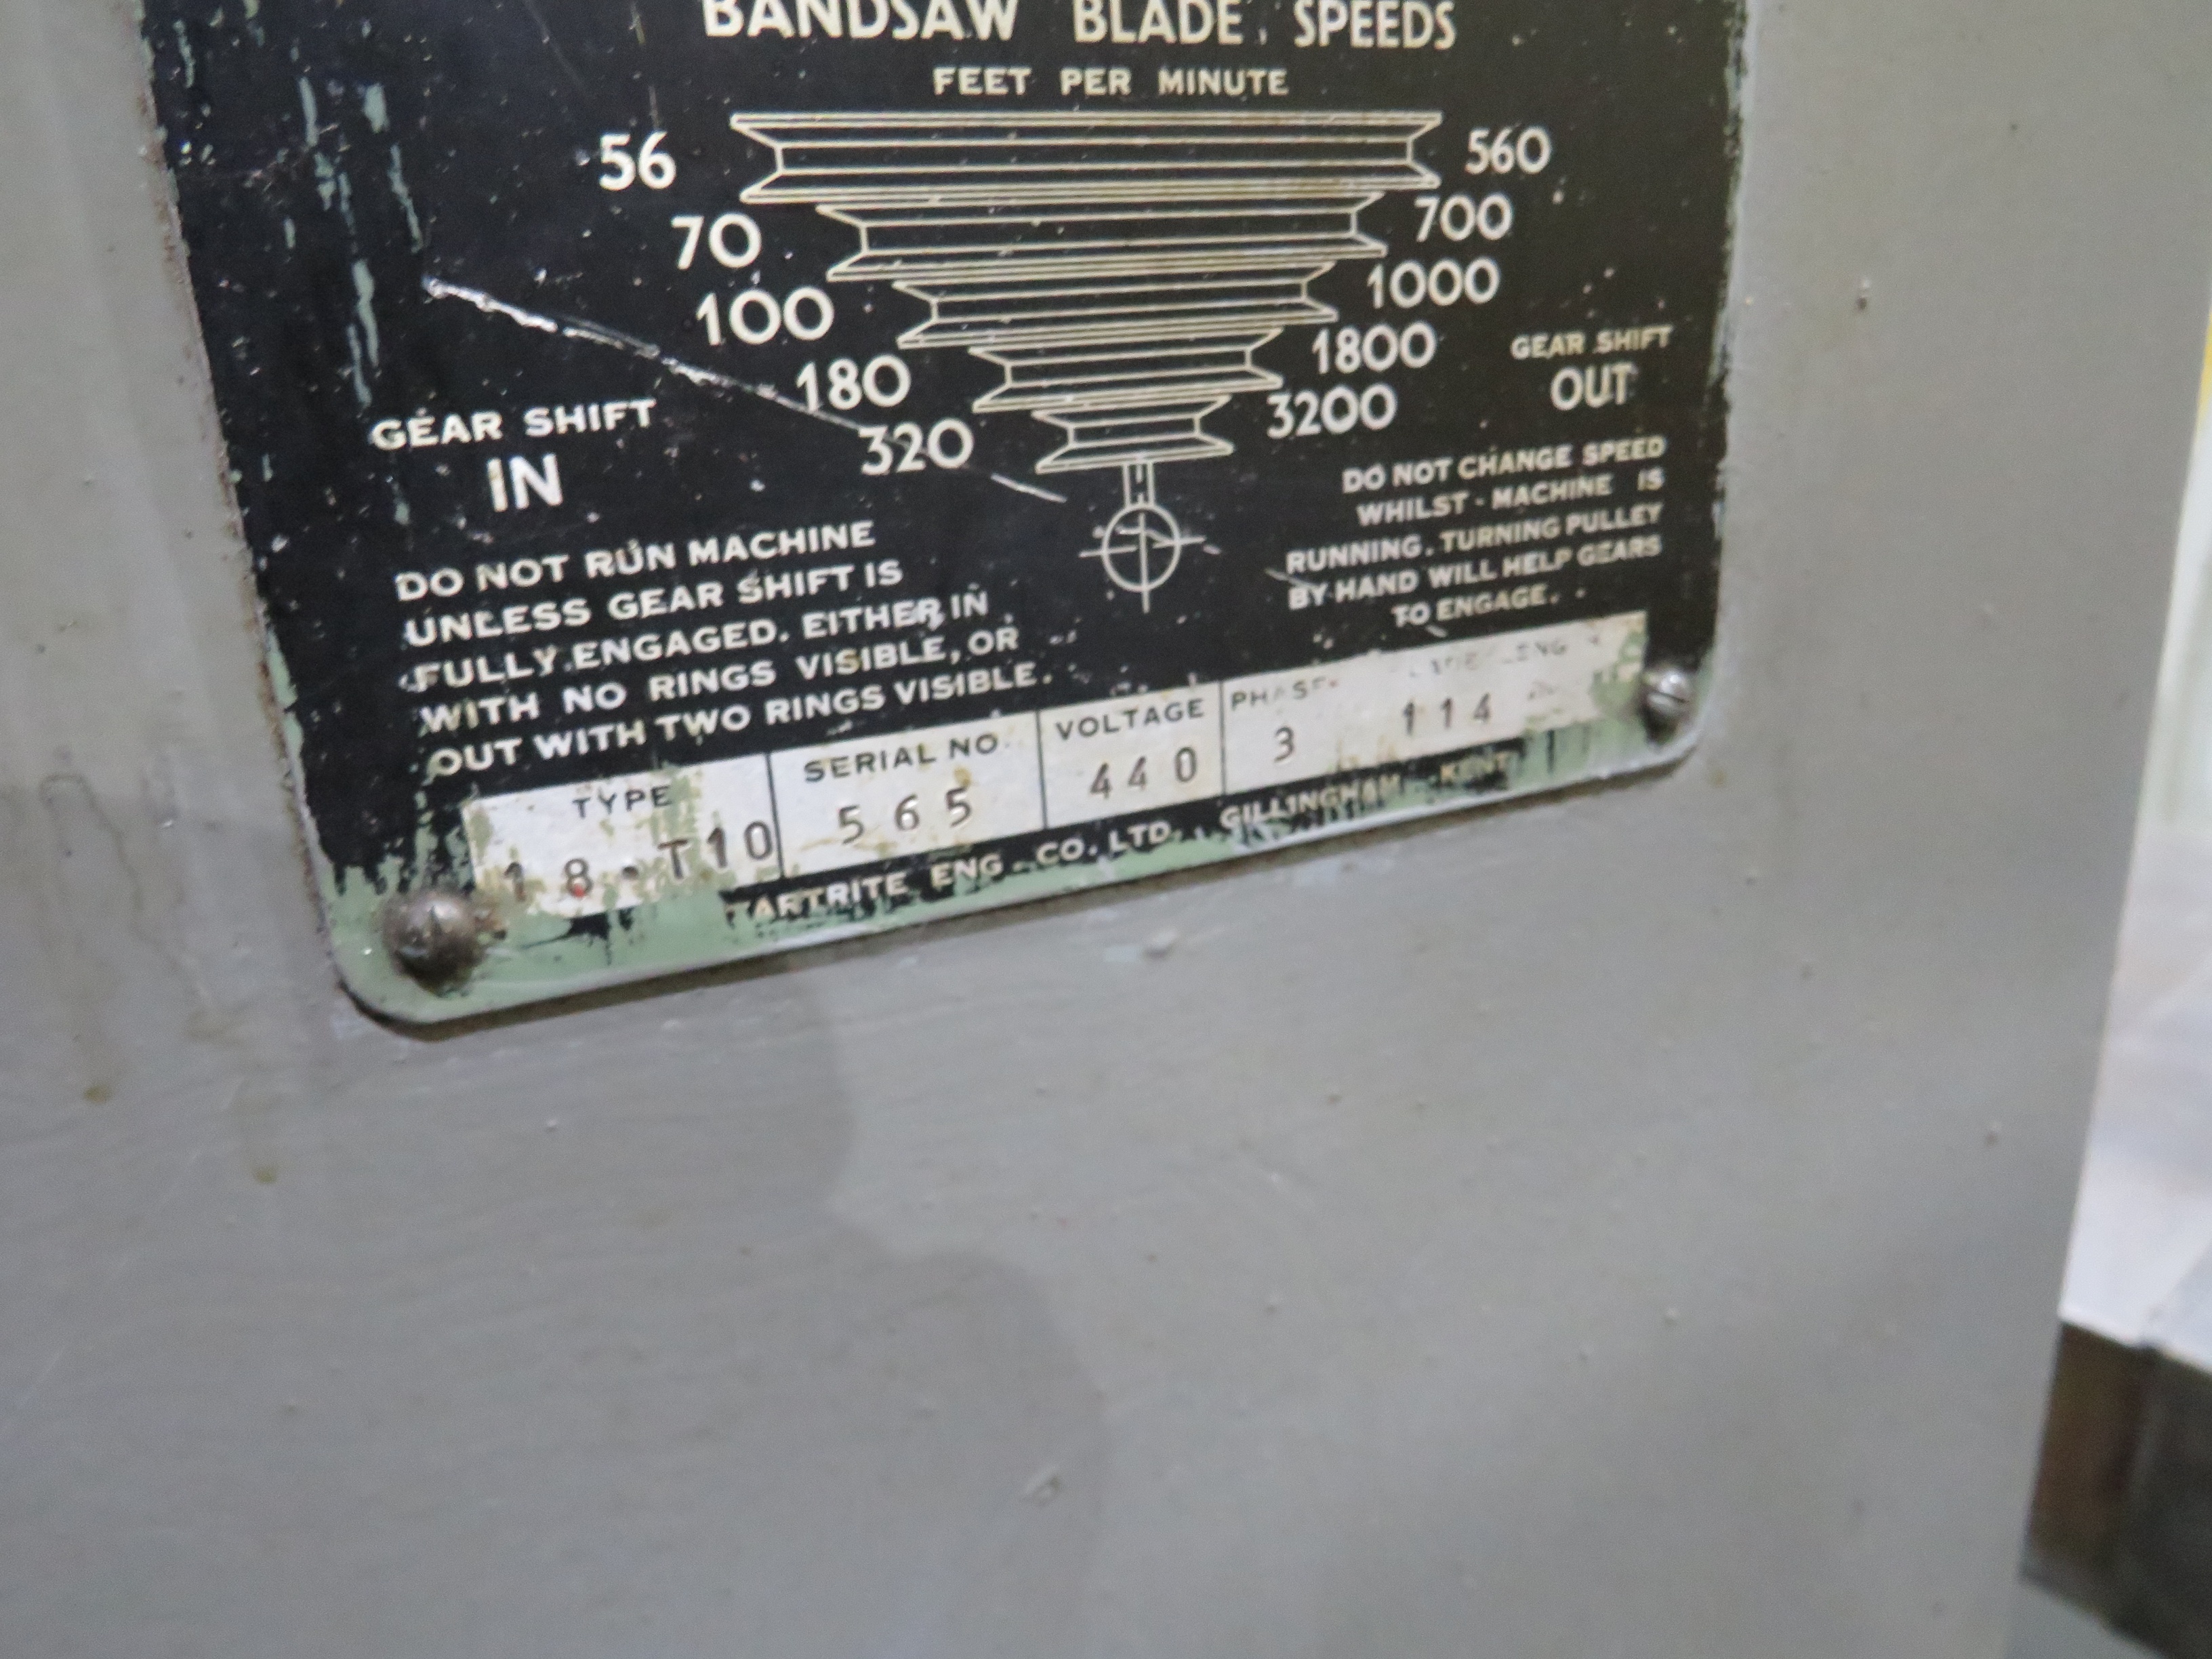 BANDSAW BLADE SPEEDS
FEET PER MINUTE
56 560
70 700
100 1000
180 1800
320 3200
GEAR SHIFT
IN
DO NOT RUN MACHINE
UNLESS GEAR SHIFT IS
FULLY ENGAGED. EITHER IN
WITH NO RINGS VISIBLE, OR
OUT WITH TWO RINGS VISIBLE.
GEAR SHIFT
OUT
DO NOT CHANGE SPEED
WHILST MACHINE IS
RUNNING. TURNING PULLEY
BY HAND WILL HELP GEARS
TO ENGAGE.
TYPE SERIAL NO. VOLTAGE PHASE
18-T10 565 440 3 114
TARTRITE ENG. CO. LTD. GILLINGHAM KENT